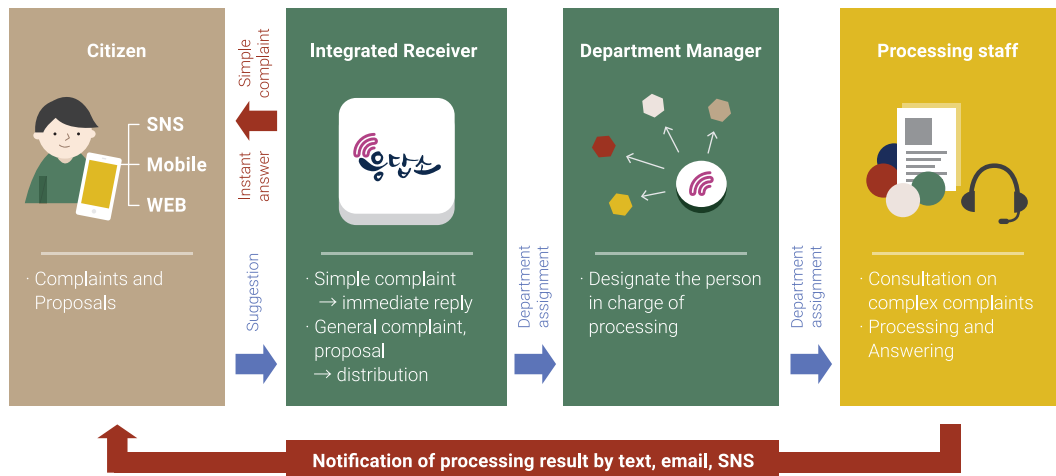 Citizen
SNS
Mobile
WEB
· Complaints and
Proposals
Simple
complaint
Instant
answer
Suggestion
Integrated Receiver
응답소
· Simple complaint
→ immediate reply
· General complaint,
proposal
→ distribution
Department
assignment
Department Manager
· Designate the person
in charge of
processing
Department
assignment
Processing staff
· Consultation on
complex complaints
· Processing and
Answering
Notification of processing result by text, email, SNS